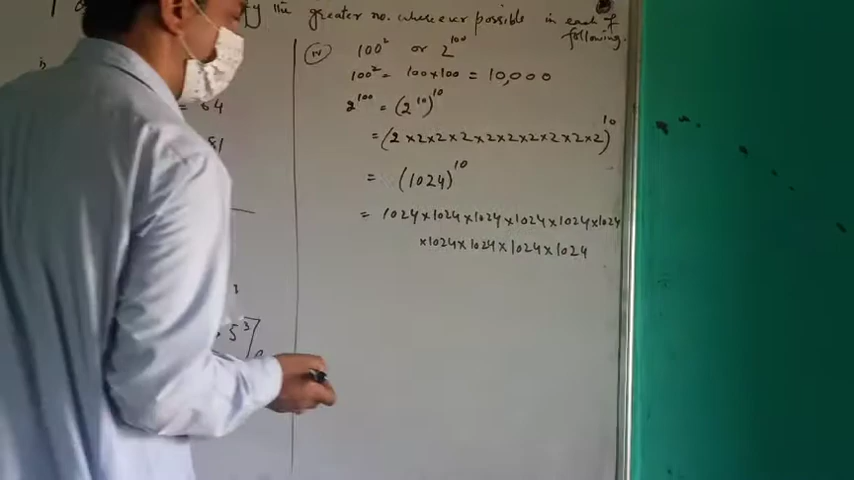 the greater no. wherever possible in each of
following.
(iv) 100² or 2¹⁰⁰
100² = 100×100 = 10,000
2¹⁰⁰ = (2¹⁰)¹⁰
= (2×2×2×2×2×2×2×2×2×2)¹⁰
= (1024)¹⁰
= 1024×1024×1024×1024×1024×1024
×1024×1024×1024×1024
= 64
81
5³